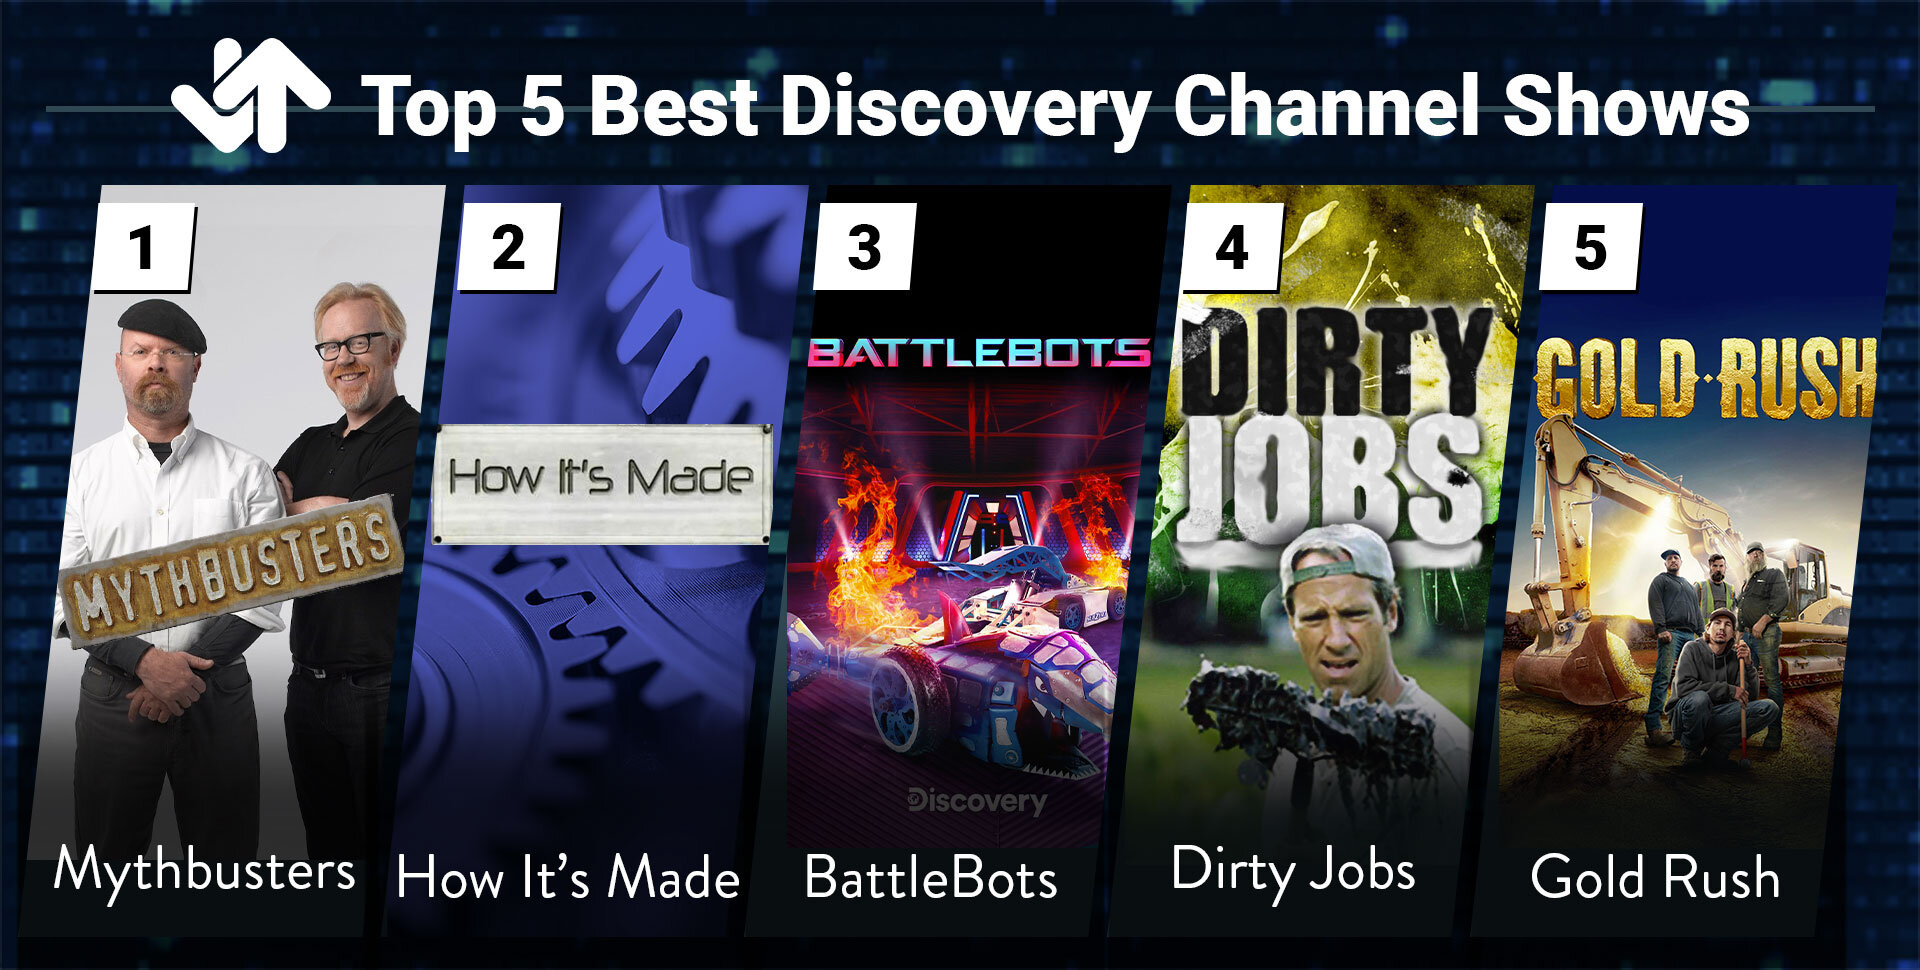 Top 5 Best Discovery Channel Shows
1
2
3
4
5
MYTHBUSTERS
How It's Made
BATTLEBOTS
DIRTY
JOBS
GOLD·RUSH
Discovery
Mythbusters
How It's Made
BattleBots
Dirty Jobs
Gold Rush